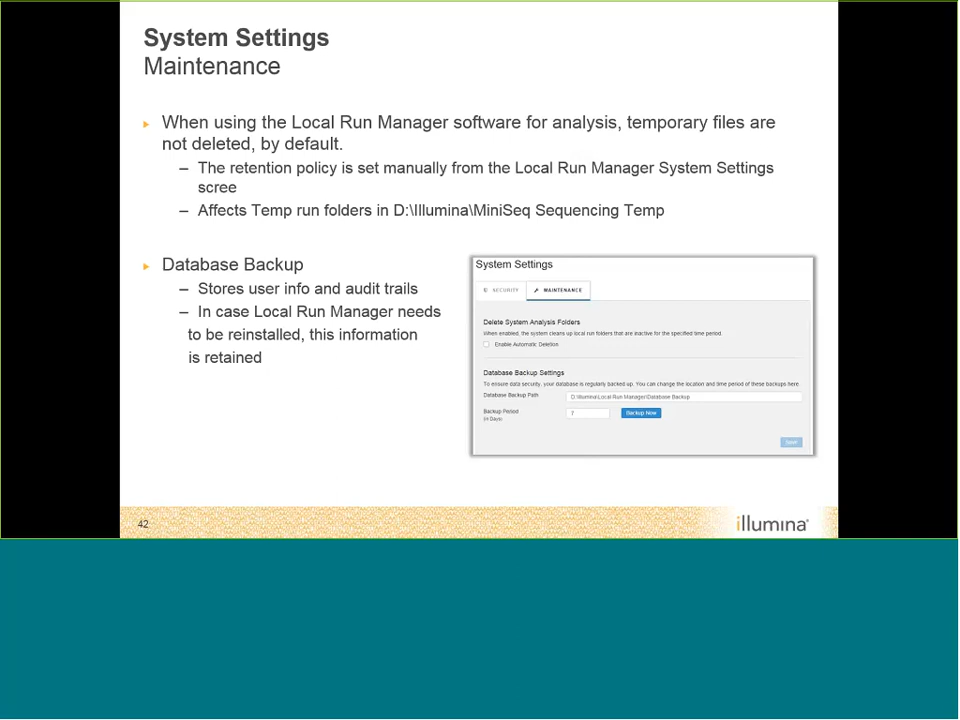 System Settings
Maintenance
When using the Local Run Manager software for analysis, temporary files are
not deleted, by default.
– The retention policy is set manually from the Local Run Manager System Settings
scree
– Affects Temp run folders in D:\Illumina\MiniSeq Sequencing Temp
Database Backup
– Stores user info and audit trails
– In case Local Run Manager needs
to be reinstalled, this information
is retained
System Settings
SECURITY MAINTENANCE
Delete System Analysis Folders
When enabled, the system cleans up local run folders that are inactive for the specified time period.
Enable Automatic Deletion
Database Backup Settings
To ensure data security, your database is regularly backed up. You can change the location and time period of these backups here.
Database Backup Path D:\Illumina\Local Run Manager\Database Backup
Backup Period 7 Backup Now
(in Days)
Save
42
illumina®